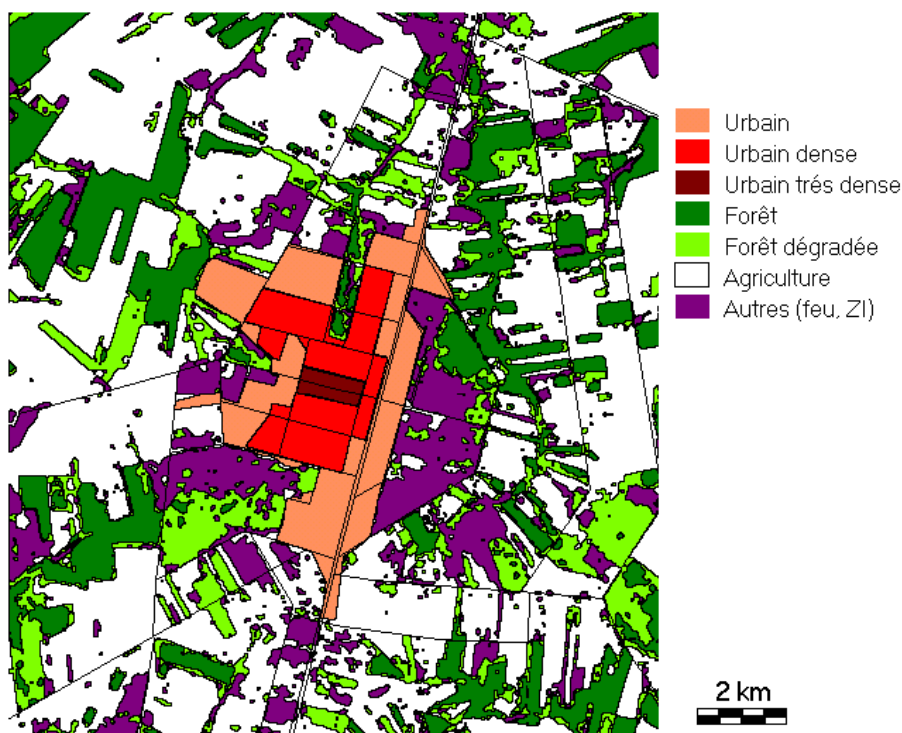 Urbain
Urbain dense
Urbain trés dense
Forêt
Forêt dégradée
Agriculture
Autres (feu, ZI)
2 km